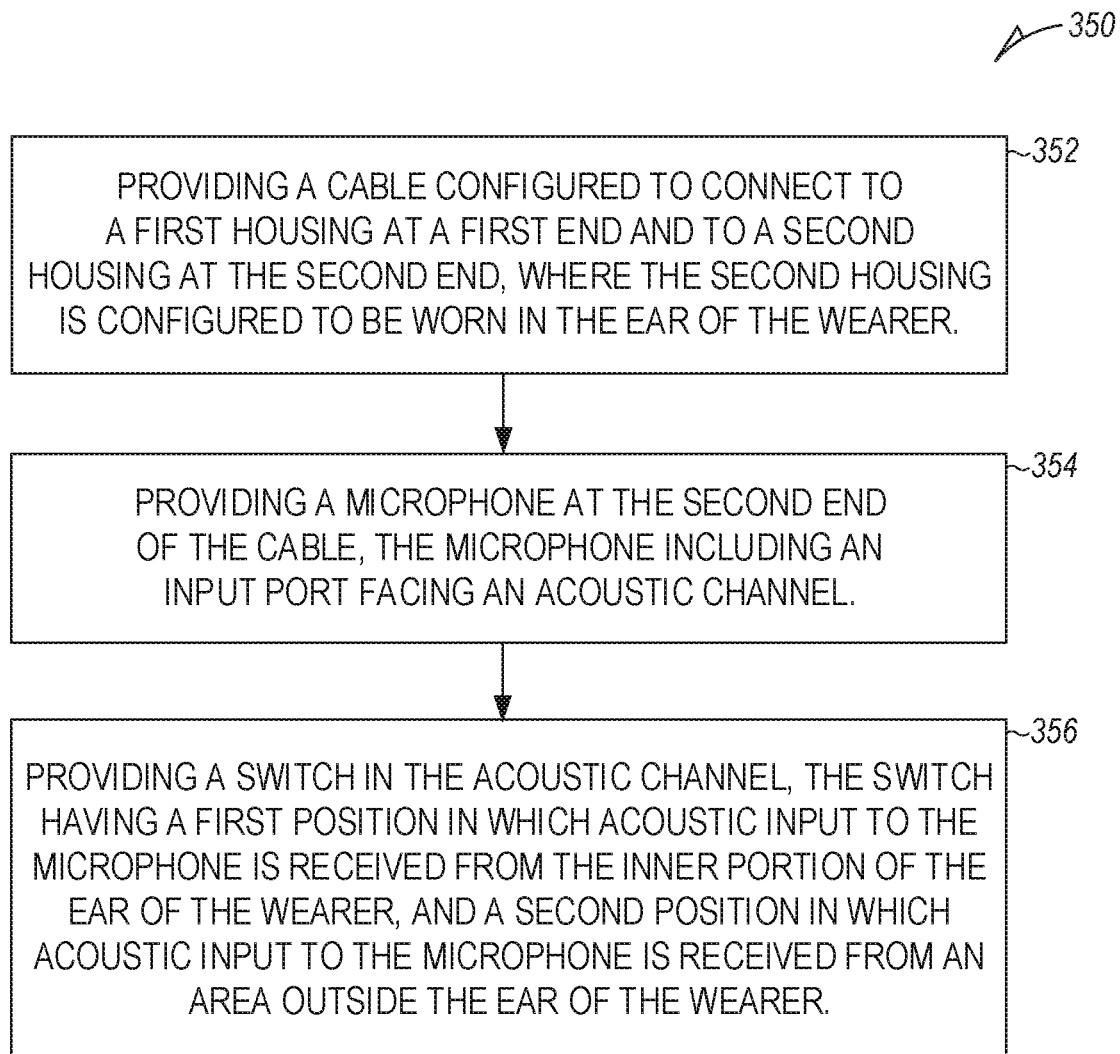 350
352
PROVIDING A CABLE CONFIGURED TO CONNECT TO
A FIRST HOUSING AT A FIRST END AND TO A SECOND
HOUSING AT THE SECOND END, WHERE THE SECOND HOUSING
IS CONFIGURED TO BE WORN IN THE EAR OF THE WEARER.
354
PROVIDING A MICROPHONE AT THE SECOND END
OF THE CABLE, THE MICROPHONE INCLUDING AN
INPUT PORT FACING AN ACOUSTIC CHANNEL.
356
PROVIDING A SWITCH IN THE ACOUSTIC CHANNEL, THE SWITCH
HAVING A FIRST POSITION IN WHICH ACOUSTIC INPUT TO THE
MICROPHONE IS RECEIVED FROM THE INNER PORTION OF THE
EAR OF THE WEARER, AND A SECOND POSITION IN WHICH
ACOUSTIC INPUT TO THE MICROPHONE IS RECEIVED FROM AN
AREA OUTSIDE THE EAR OF THE WEARER.